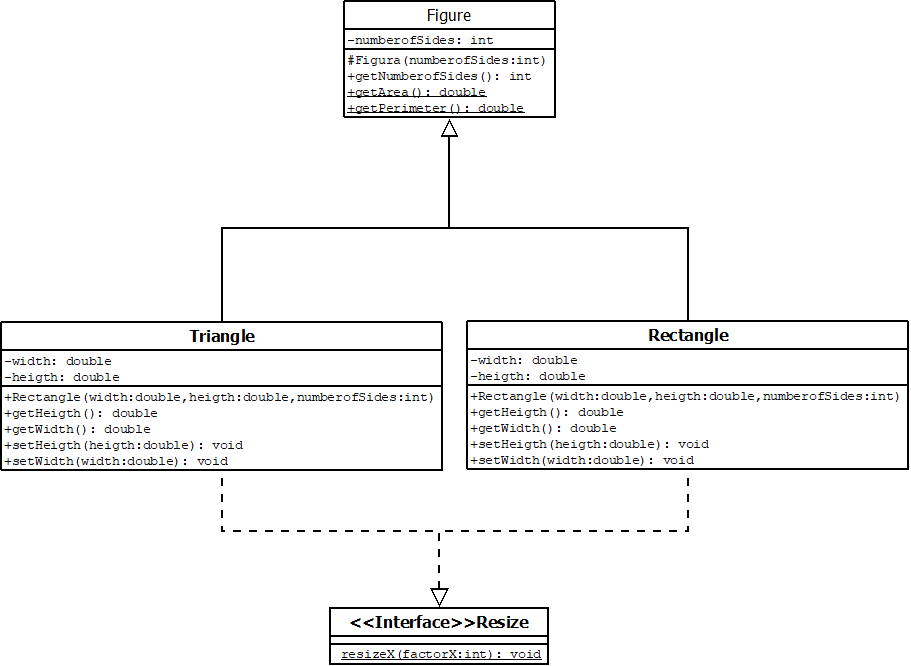 Figure
-numberofSides: int
#Figura(numberofSides:int)
+getNumberofSides(): int
+getArea(): double
+getPerimeter(): double
Triangle
-width: double
-heigth: double
+Rectangle(width:double,heigth:double,numberofSides:int)
+getHeigth(): double
+getWidth(): double
+setHeigth(heigth:double): void
+setWidth(width:double): void
Rectangle
-width: double
-heigth: double
+Rectangle(width:double,heigth:double,numberofSides:int)
+getHeigth(): double
+getWidth(): double
+setHeigth(heigth:double): void
+setWidth(width:double): void
<<Interface>>Resize
resizeX(factorX:int): void